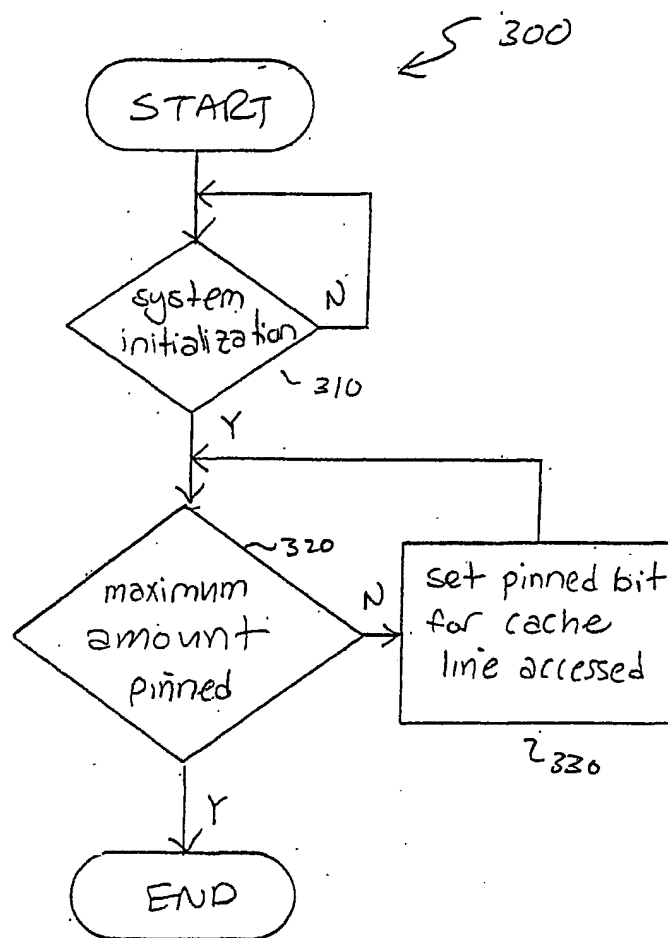 300
START
system
initialization
N
310
Y
320
maximum
amount
pinned
N
set pinned bit
for cache
line accessed
330
Y
END